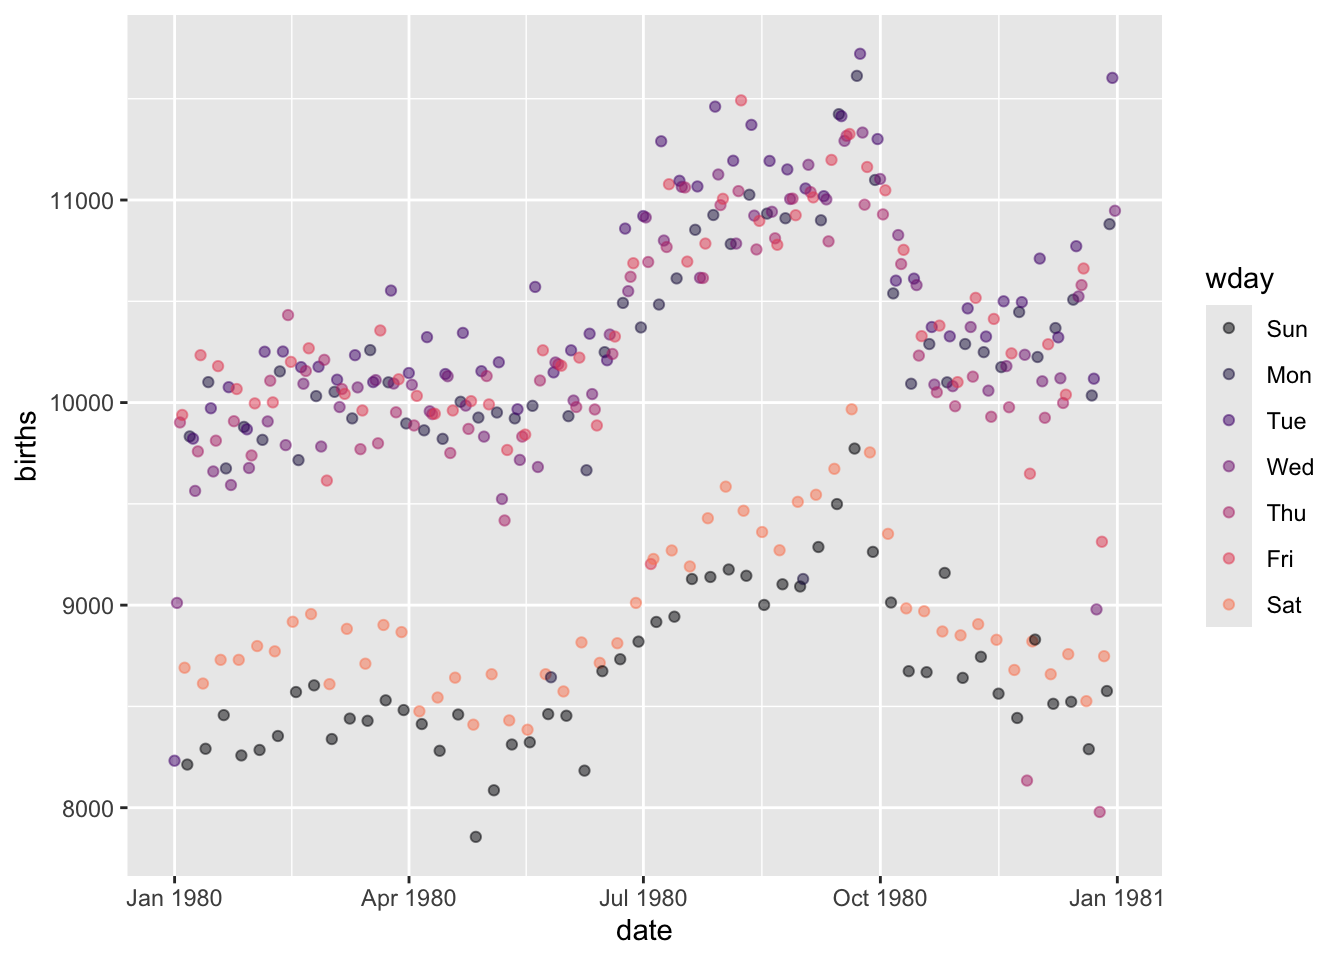 11000
10000
9000
8000
births
Jan 1980
Apr 1980
Jul 1980
Oct 1980
Jan 1981
date
wday
Sun
Mon
Tue
Wed
Thu
Fri
Sat